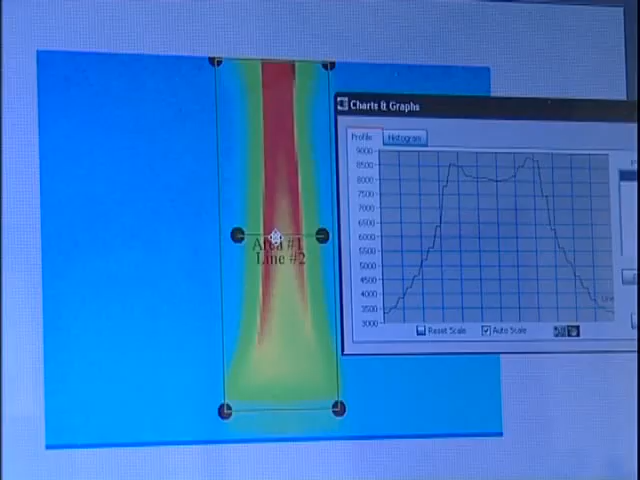 Charts & Graphs
Profile
Histogram
9000
8500
8000
7500
7000
6500
6000
5500
5000
4500
4000
3500
3000
Area #1
Line #2
Line
Reset Scale
Auto Scale